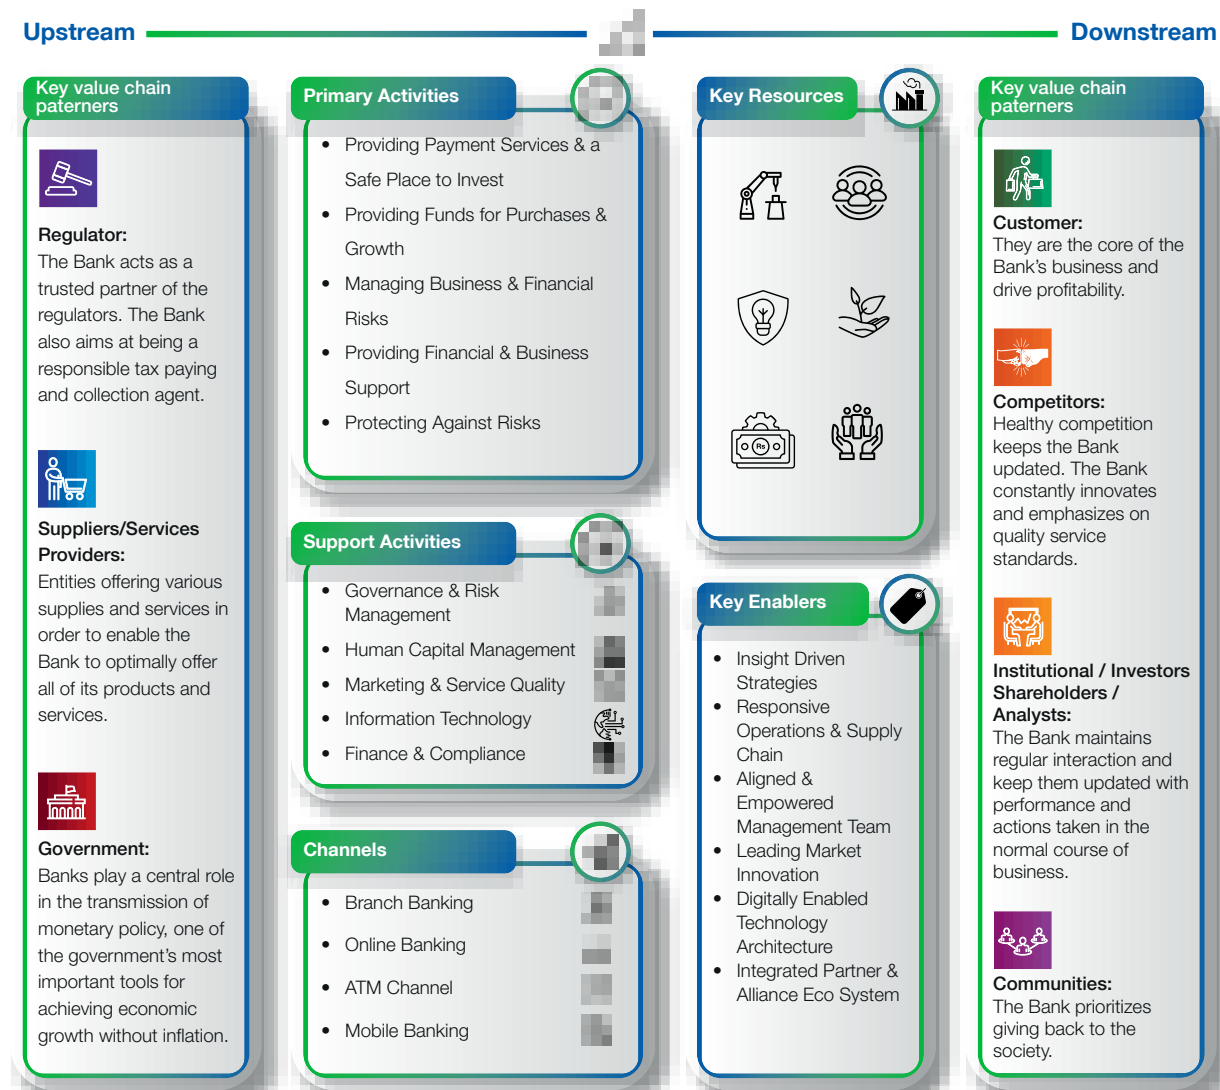 Upstream
Downstream
Key value chain
paterners
Regulator:
The Bank acts as a
trusted partner of the
regulators. The Bank
also aims at being a
responsible tax paying
and collection agent.
Suppliers/Services
Providers:
Entities offering various
supplies and services in
order to enable the
Bank to optimally offer
all of its products and
services.
Government:
Banks play a central role
in the transmission of
monetary policy, one of
the government's most
important tools for
achieving economic
growth without inflation.
Primary Activities
• Providing Payment Services & a
Safe Place to Invest
• Providing Funds for Purchases &
Growth
• Managing Business & Financial
Risks
• Providing Financial & Business
Support
• Protecting Against Risks
Support Activities
• Governance & Risk
Management
• Human Capital Management
• Marketing & Service Quality
• Information Technology
• Finance & Compliance
Channels
• Branch Banking
• Online Banking
• ATM Channel
• Mobile Banking
Key Resources
Rs
Key Enablers
• Insight Driven
Strategies
• Responsive
Operations & Supply
Chain
• Aligned &
Empowered
Management Team
• Leading Market
Innovation
• Digitally Enabled
Technology
Architecture
• Integrated Partner &
Alliance Eco System
Key value chain
paterners
Customer:
They are the core of the
Bank's business and
drive profitability.
Competitors:
Healthy competition
keeps the Bank
updated. The Bank
constantly innovates
and emphasizes on
quality service
standards.
Institutional / Investors
Shareholders /
Analysts:
The Bank maintains
regular interaction and
keep them updated with
performance and
actions taken in the
normal course of
business.
Communities:
The Bank prioritizes
giving back to the
society.